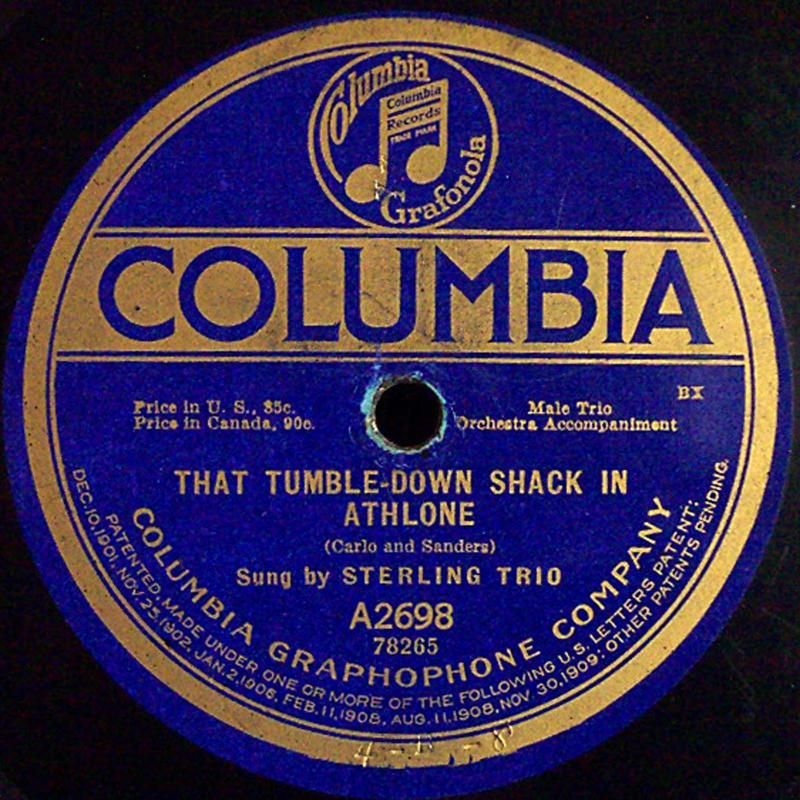 Columbia
Columbia
Records
TRADE MARK
Grafonola
COLUMBIA
BX
Price in U. S., 85c.
Price in Canada, 90c.
Male Trio
Orchestra Accompaniment
THAT TUMBLE-DOWN SHACK IN
ATHLONE
(Carlo and Sanders)
Sung by STERLING TRIO
A2698
78265
COLUMBIA GRAPHOPHONE COMPANY
PATENTED, MADE UNDER ONE OR MORE OF THE FOLLOWING U.S. LETTERS PATENT:
DEC.10,1901, NOV.25,1902, JAN.2,1906, FEB.11,1908, AUG.11,1908, NOV.30,1909; OTHER PATENTS PENDING.